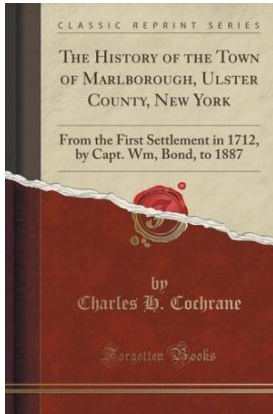 CLASSIC REPRINT SERIES
THE HISTORY OF THE TOWN
OF MARLBOROUGH, ULSTER
COUNTY, NEW YORK
From the First Settlement in 1712,
by Capt. Wm, Bond, to 1887
F
by
Charles H. Cochrane
Forgotten Books